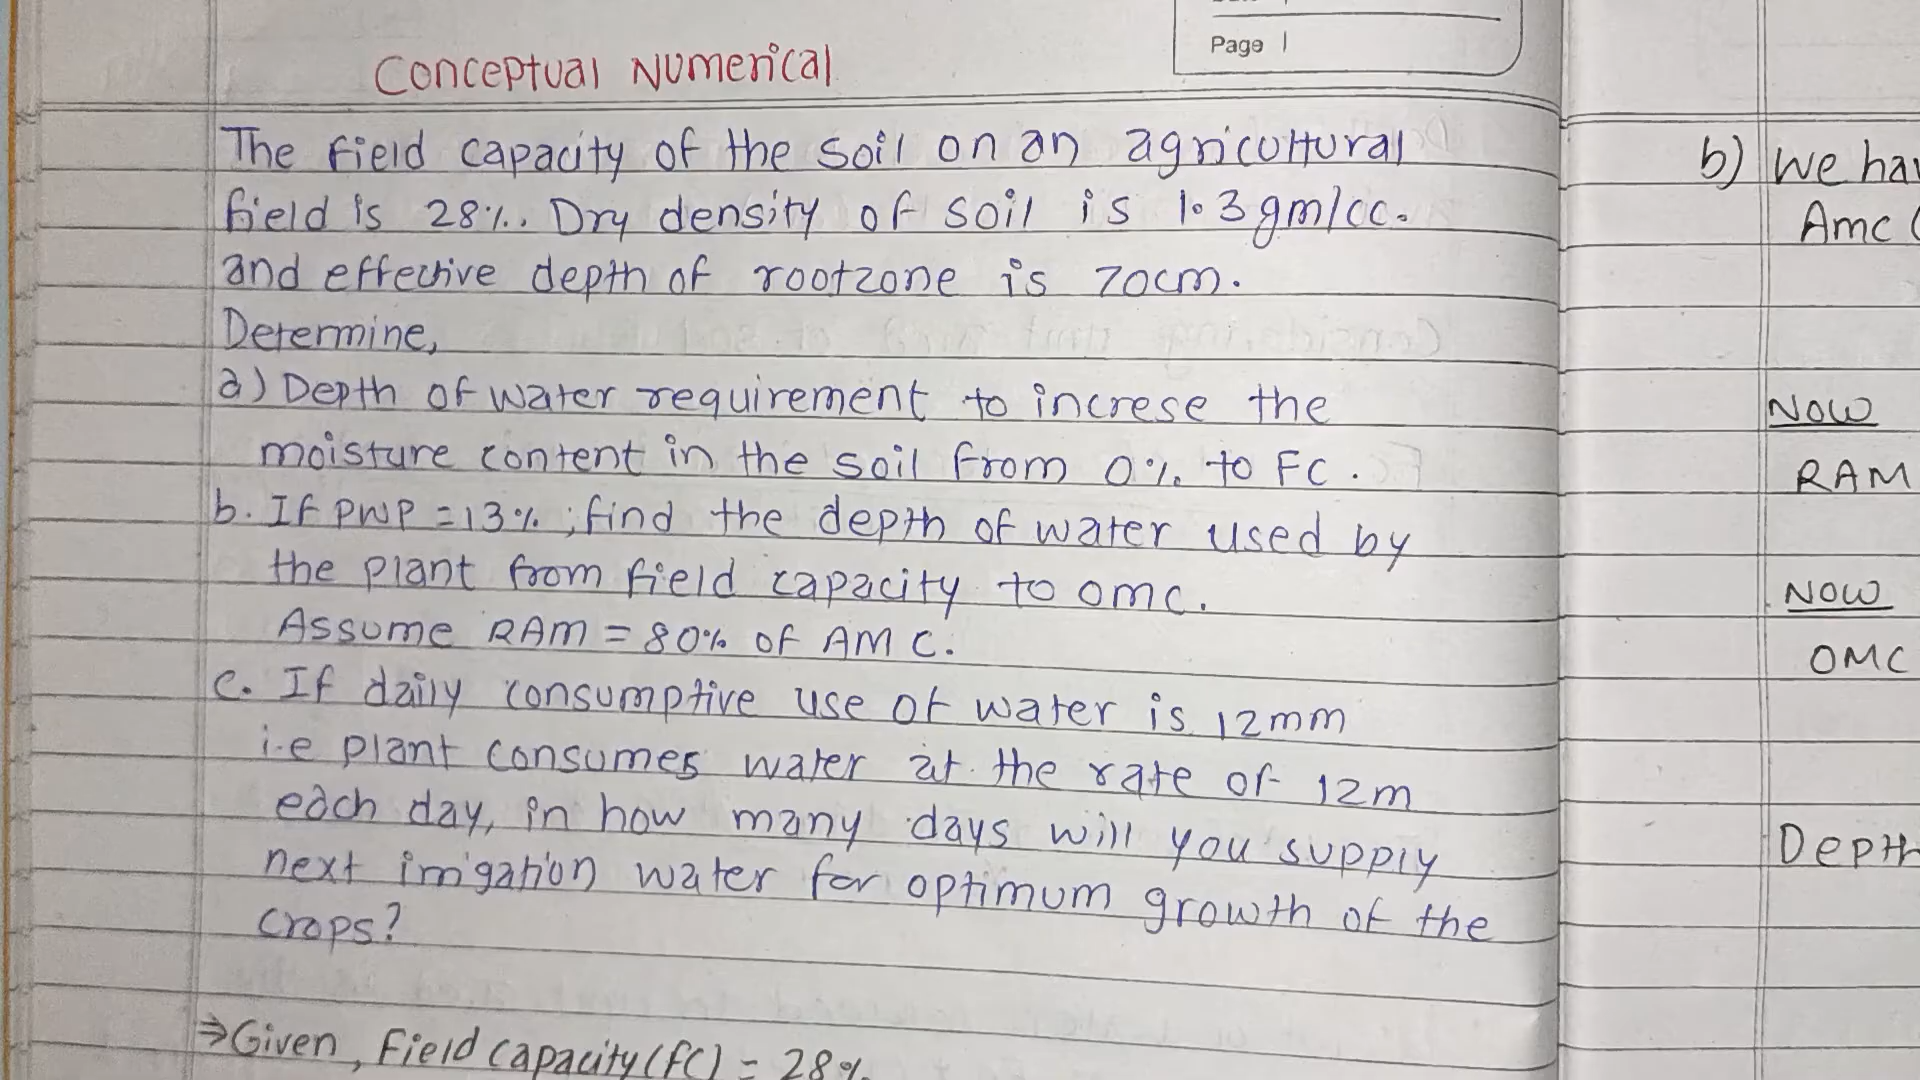 Page
Conceptual Numerical
The field capacity of the soil on an agricultural
field is 28%. Dry density of soil is 1.3 gm/cc.
and effective depth of rootzone is 70cm.
Determine,
a) Depth of water requirement to increse the
moisture content in the soil from 0% to FC.
b. If PWP = 13% ; find the depth of water used by
the plant from field capacity to OMC.
Assume RAM = 80% of AMC.
c. If daily consumptive use of water is 12mm
i.e plant consumes water at the rate of 12m
each day, in how many days will you supply
next irrigation water for optimum growth of the
crops?
⇒ Given, Field capacity (FC) = 28%
b) We
Amc
Now
RAM
Now
OMC
Depth